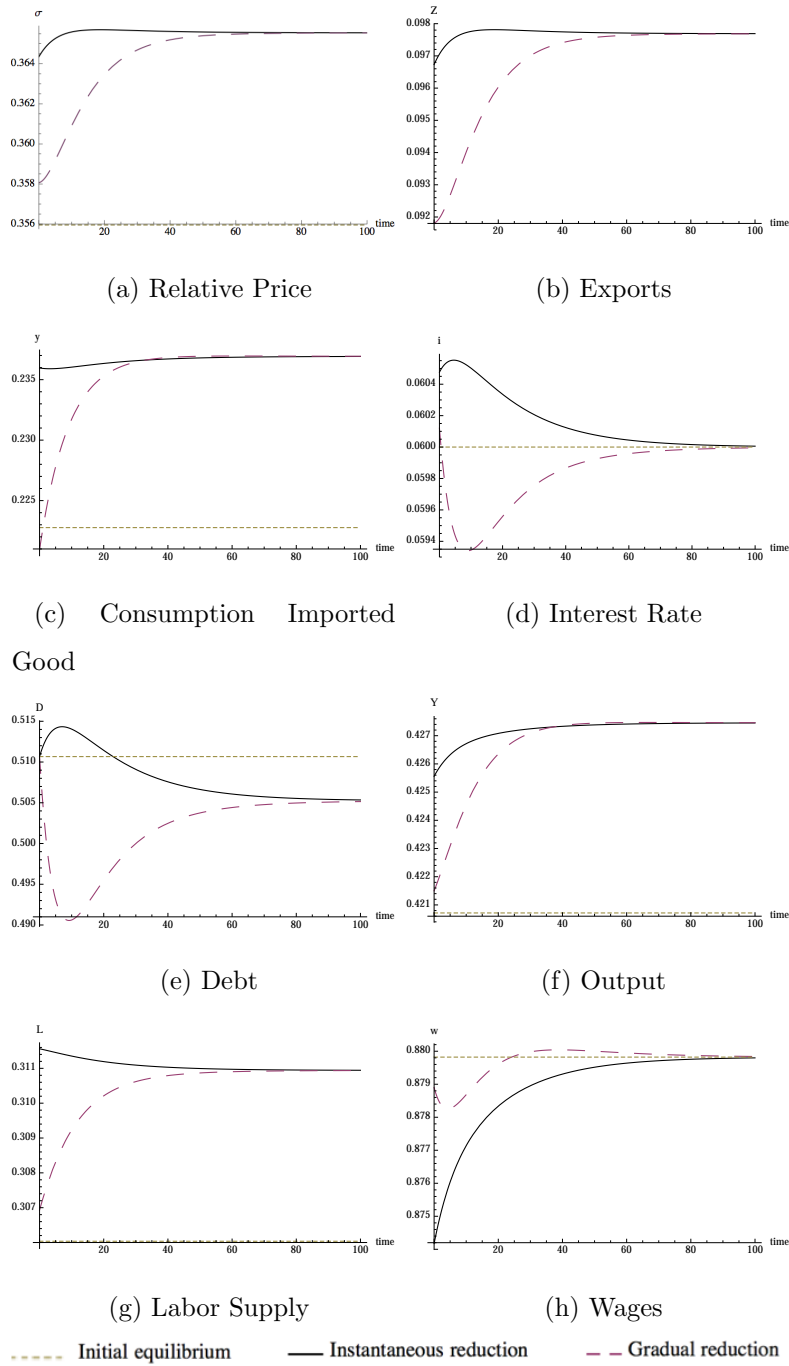 σ
Z
0.364
0.362
0.360
0.358
0.356
0 20 40 60 80 100
time
0.098
0.097
0.095
0.094
0.093
0.092
0 20 40 60 80 100
time
(a) Relative Price
(b) Exports
y
i
0.235
0.230
0.225
0 20 40 60 80 100
time
0.0604
0.0602
0.0600
0.0598
0.0596
0.0594
20 40 60 80 100
time
(c) Consumption Imported
Good
(d) Interest Rate
D
Y
0.515
0.510
0.505
0.500
0.495
0.490
0 20 40 60 80 100
time
0.427
0.426
0.425
0.424
0.423
0.422
0.421
0 20 40 60 80 100
time
(e) Debt
(f) Output
L
w
0.311
0.310
0.309
0.308
0.307
0 20 40 60 80 100
time
0.880
0.879
0.878
0.877
0.876
0.875
0 20 40 60 80 100
time
(g) Labor Supply
(h) Wages
Initial equilibrium
Instantaneous reduction
Gradual reduction